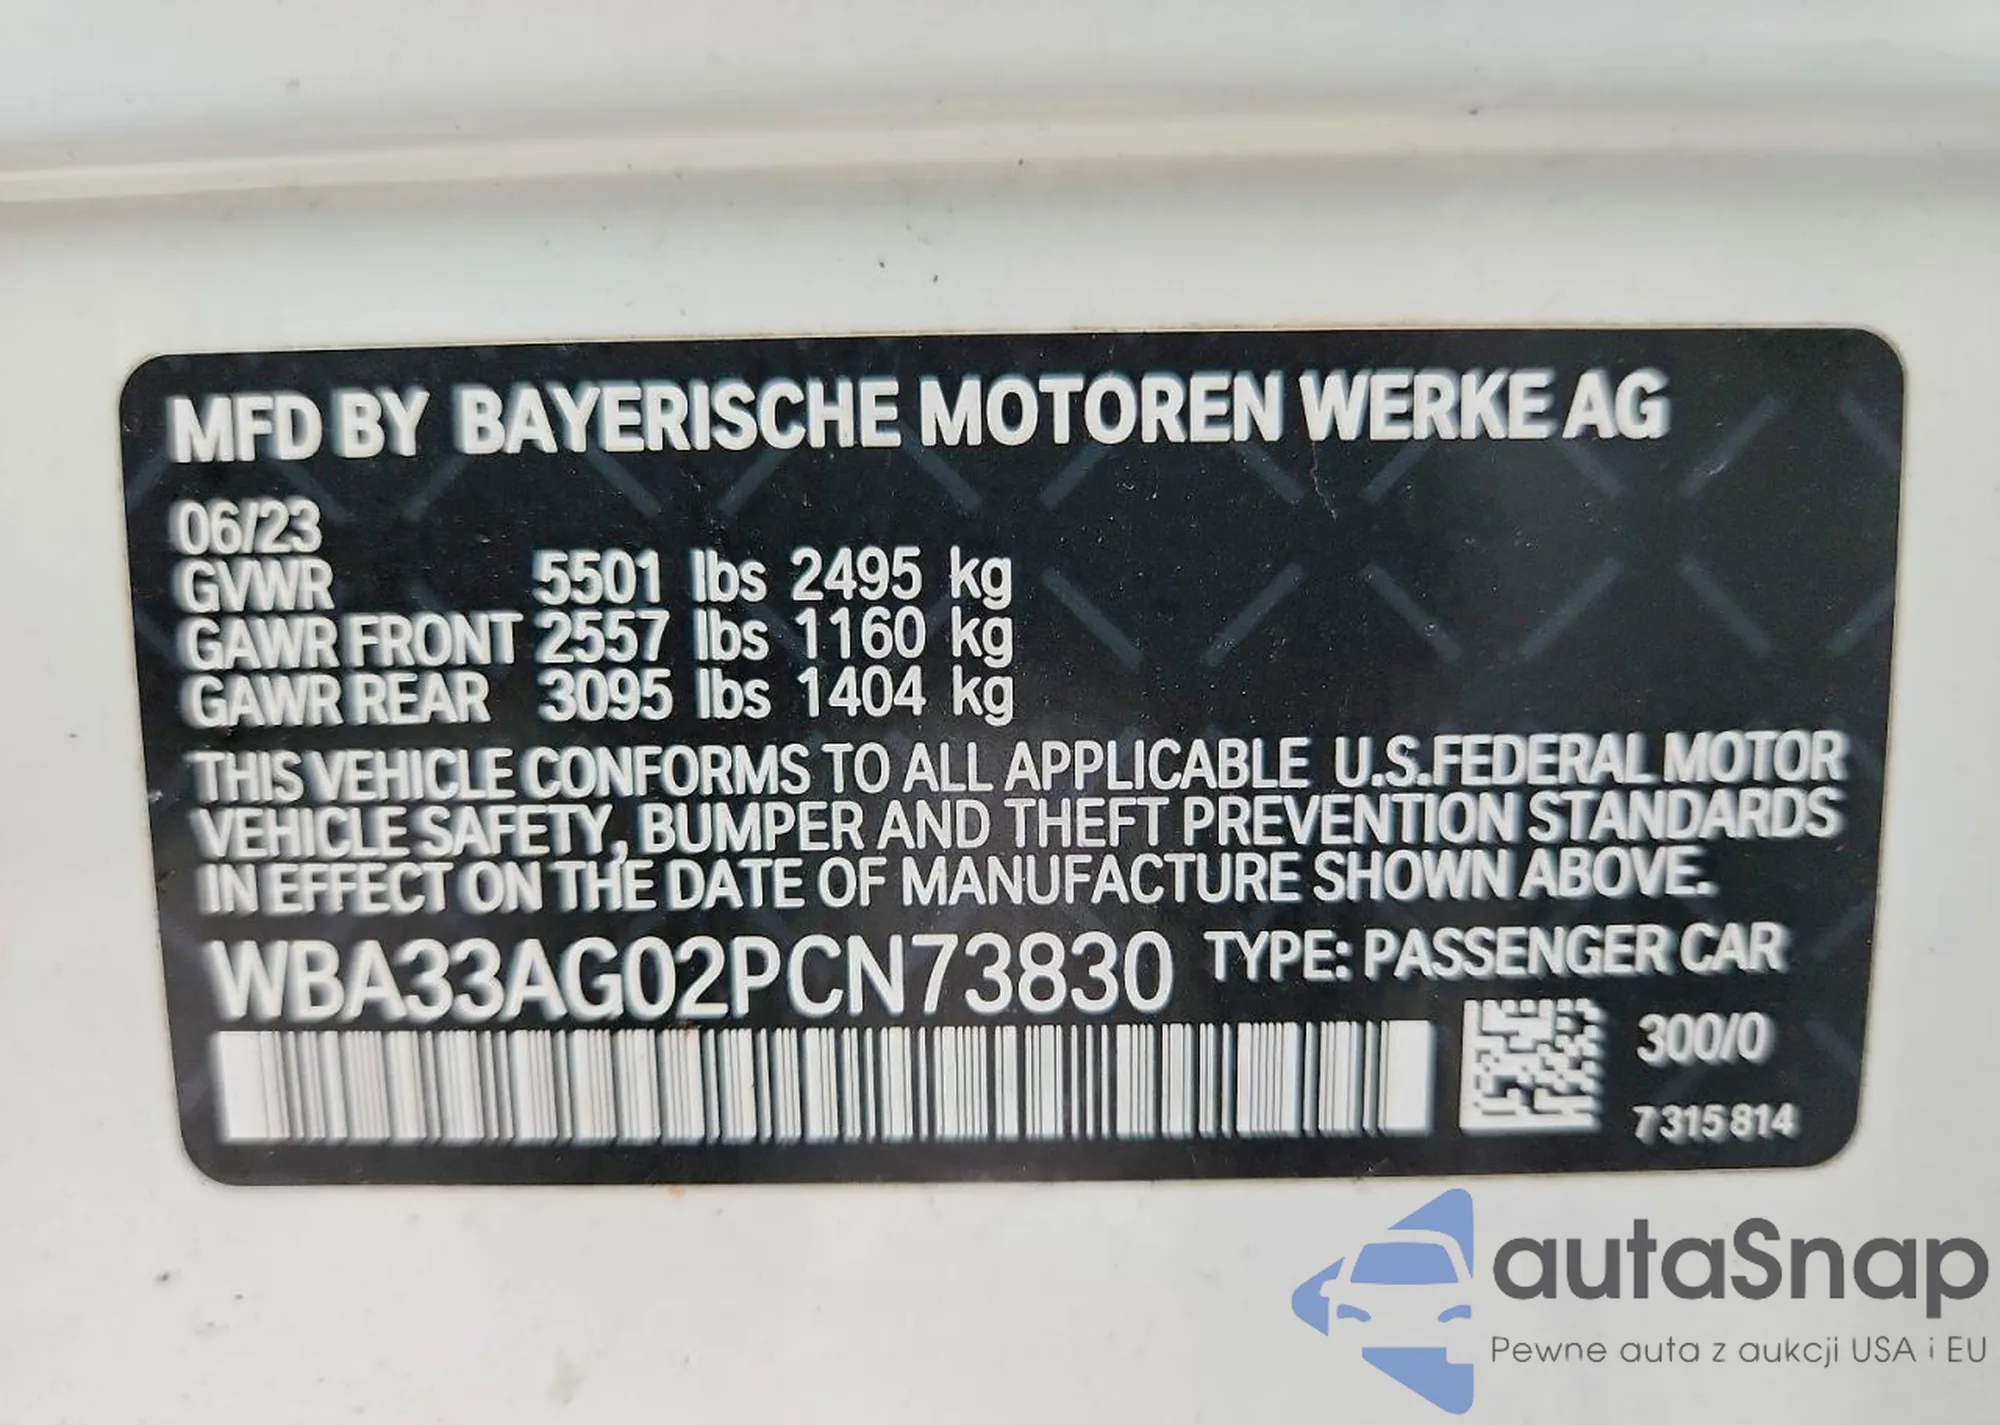 MFD BY BAYERISCHE MOTOREN WERKE AG
06/23
GVWR 5501 lbs 2495 kg
GAWR FRONT 2557 lbs 1160 kg
GAWR REAR 3095 lbs 1404 kg
THIS VEHICLE CONFORMS TO ALL APPLICABLE U.S.FEDERAL MOTOR
VEHICLE SAFETY, BUMPER AND THEFT PREVENTION STANDARDS
IN EFFECT ON THE DATE OF MANUFACTURE SHOWN ABOVE.
WBA33AG02PCN73830 TYPE: PASSENGER CAR
300/0
7 315 814
autaSnap
Pewne auta z aukcji USA i EU